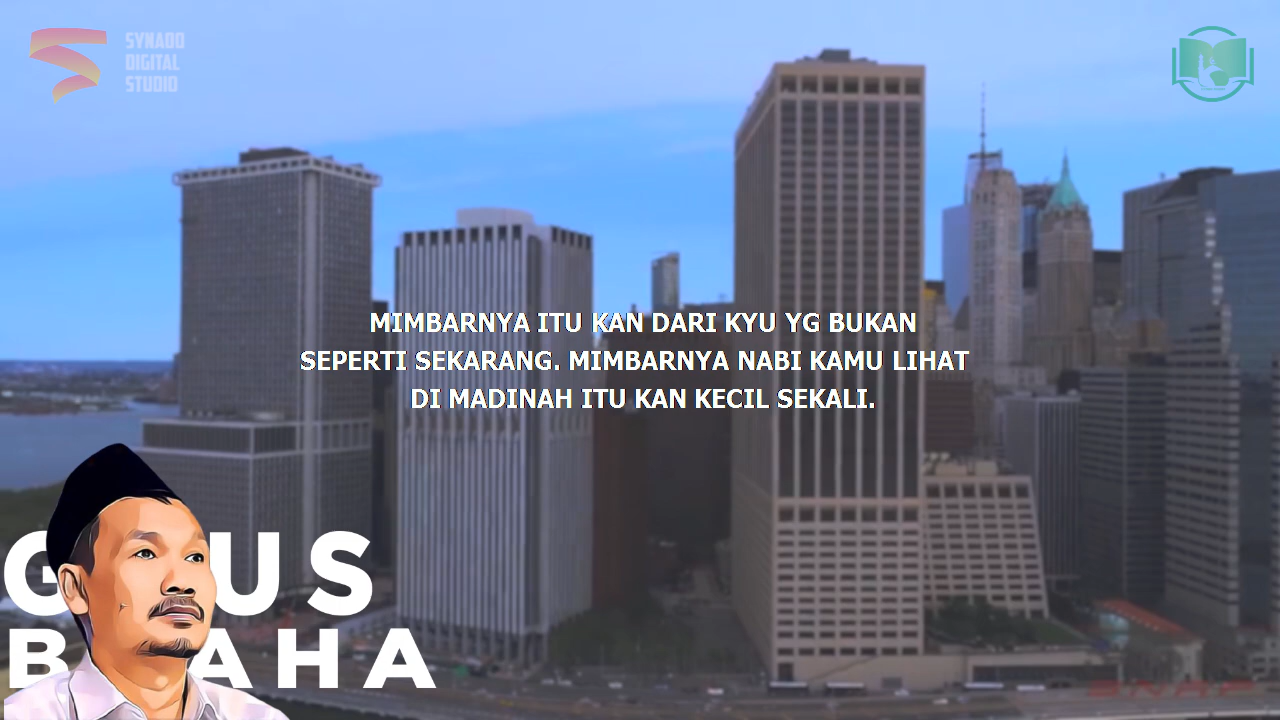 SYNADD
DIGITAL
STUDIO
MIMBARNYA ITU KAN DARI KYU YG BUKAN
SEPERTI SEKARANG. MIMBARNYA NABI KAMU LIHAT
DI MADINAH ITU KAN KECIL SEKALI.
GUS
BAHA